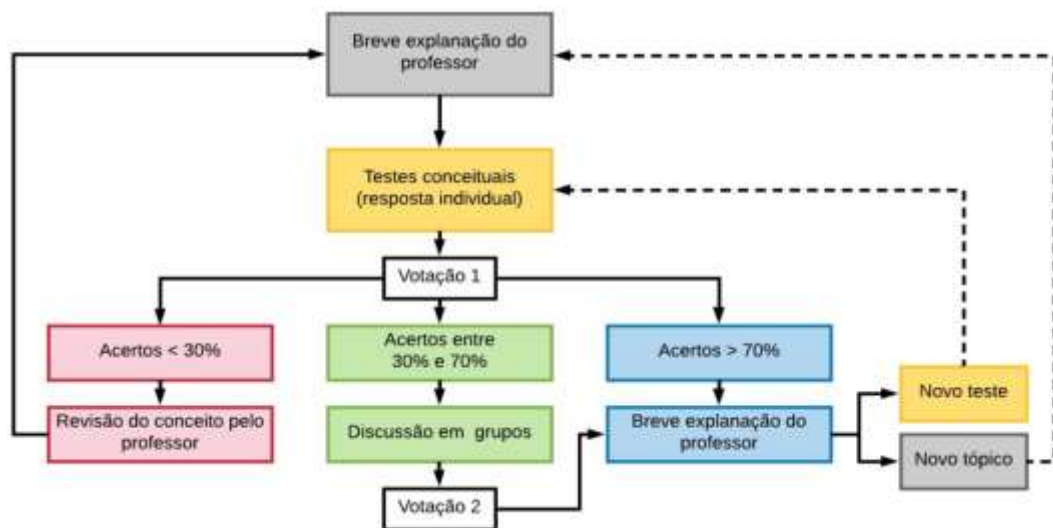 Breve explanação do
professor
Testes conceituais
(resposta individual)
Votação 1
Acertos < 30%
Acertos entre
30% e 70%
Acertos > 70%
Revisão do conceito pelo
professor
Discussão em grupos
Breve explanação do
professor
Novo teste
Novo tópico
Votação 2